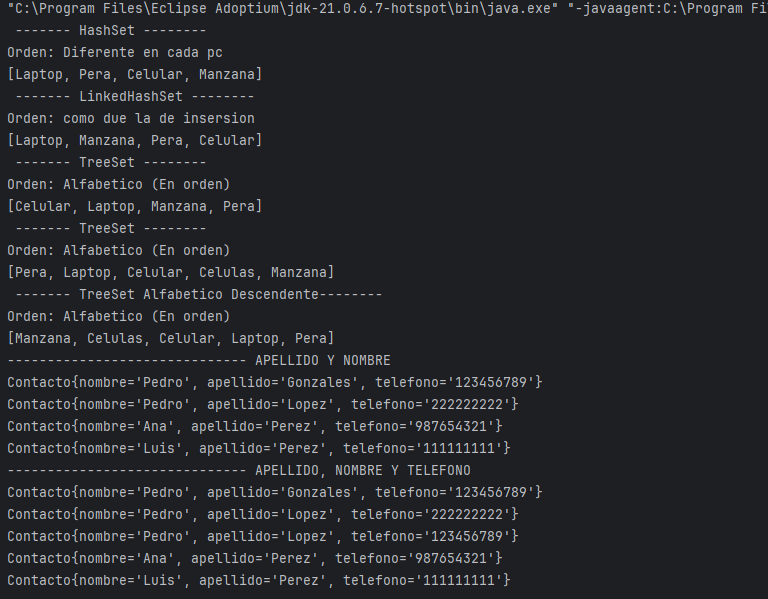 "C:\Program Files\Eclipse Adoptium\jdk-21.0.6.7-hotspot\bin\java.exe" "-javaagent:C:\Program Fi
------- HashSet --------
Orden: Diferente en cada pc
[Laptop, Pera, Celular, Manzana]
------- LinkedHashSet --------
Orden: como due la de insersion
[Laptop, Manzana, Pera, Celular]
------- TreeSet --------
Orden: Alfabetico (En orden)
[Celular, Laptop, Manzana, Pera]
------- TreeSet --------
Orden: Alfabetico (En orden)
[Pera, Laptop, Celular, Celulas, Manzana]
------- TreeSet Alfabetico Descendente--------
Orden: Alfabetico (En orden)
[Manzana, Celulas, Celular, Laptop, Pera]
------------------------------ APELLIDO Y NOMBRE
Contacto{nombre='Pedro', apellido='Gonzales', telefono='123456789'}
Contacto{nombre='Pedro', apellido='Lopez', telefono='222222222'}
Contacto{nombre='Ana', apellido='Perez', telefono='987654321'}
Contacto{nombre='Luis', apellido='Perez', telefono='111111111'}
------------------------------ APELLIDO, NOMBRE Y TELEFONO
Contacto{nombre='Pedro', apellido='Gonzales', telefono='123456789'}
Contacto{nombre='Pedro', apellido='Lopez', telefono='222222222'}
Contacto{nombre='Pedro', apellido='Lopez', telefono='123456789'}
Contacto{nombre='Ana', apellido='Perez', telefono='987654321'}
Contacto{nombre='Luis', apellido='Perez', telefono='111111111'}